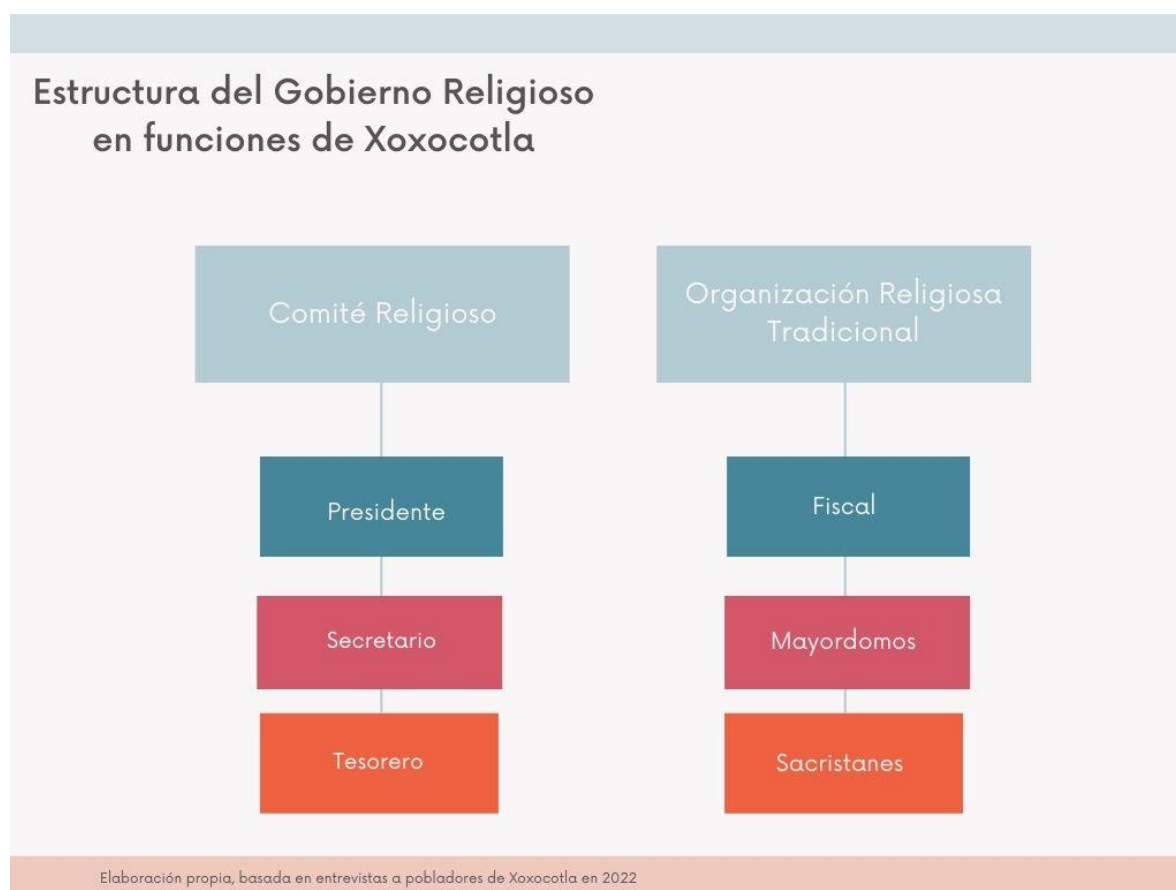 Estructura del Gobierno Religioso
en funciones de Xoxocotla
Comité Religioso
Presidente
Secretario
Tesorero
Organización Religiosa
Tradicional
Fiscal
Mayordomos
Sacristanes
Elaboración propia, basada en entrevistas a pobladores de Xoxocotla en 2022